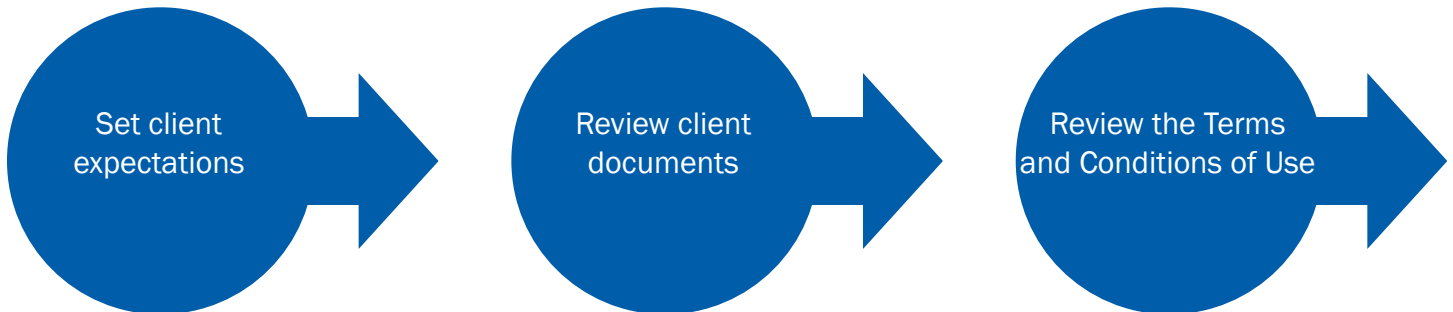 Set client
expectations
Review client
documents
Review the Terms
and Conditions of Use